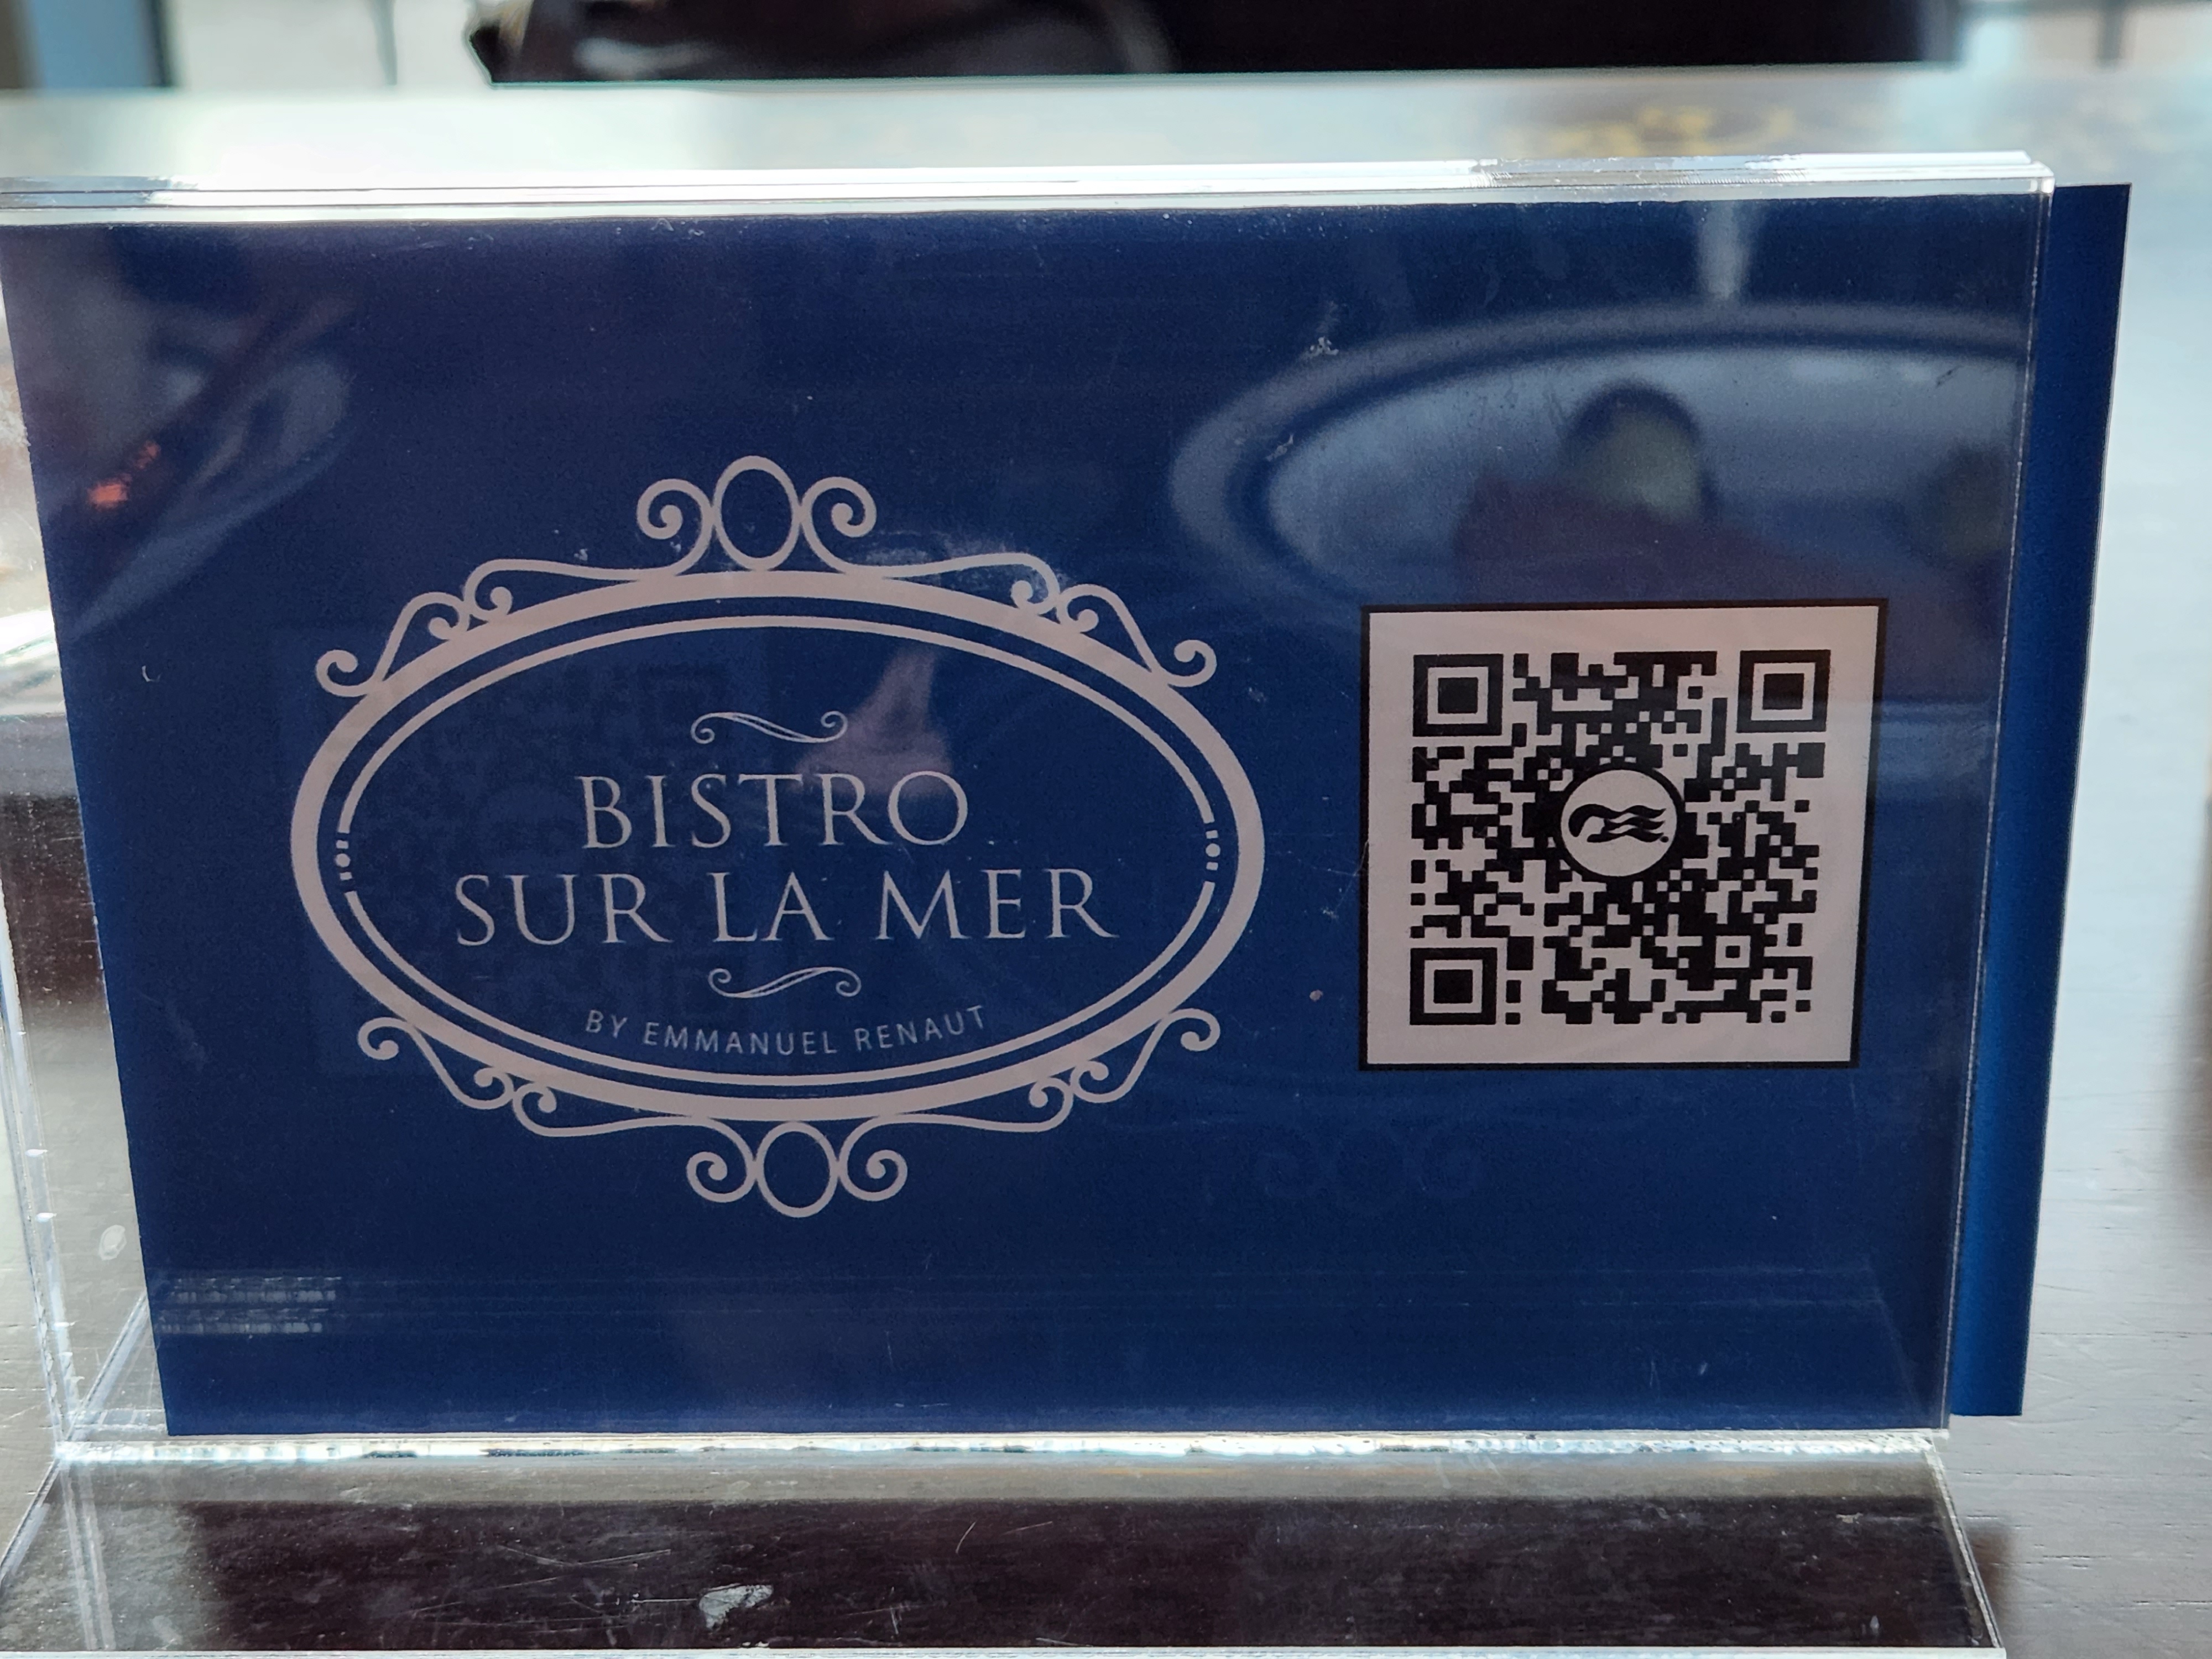 BISTRO
SUR LA MER
BY EMMANUEL RENAUT